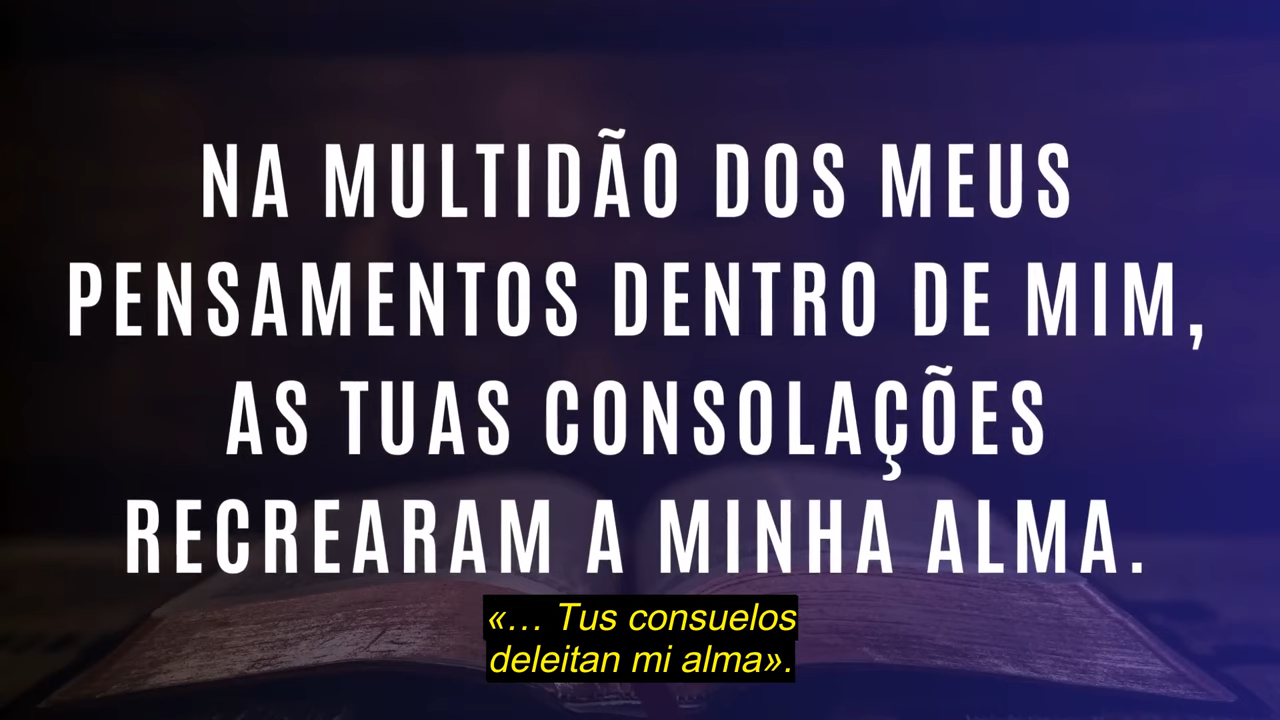 NA MULTIDÃO DOS MEUS
PENSAMENTOS DENTRO DE MIM,
AS TUAS CONSOLAÇÕES
RECREARAM A MINHA ALMA.
«… Tus consuelos
deleitan mi alma».